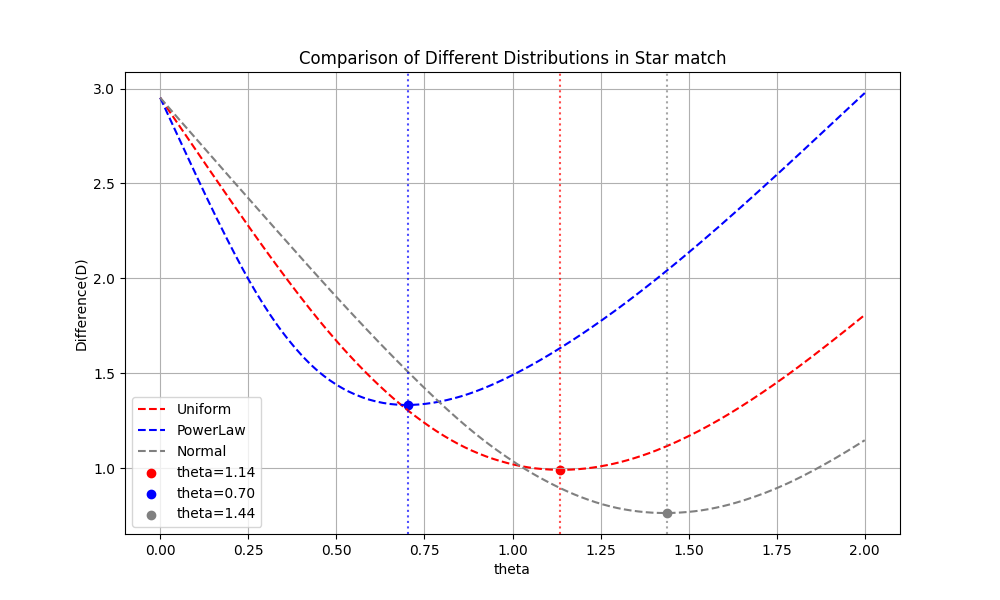 Comparison of Different Distributions in Star match
3.0
2.5
2.0
1.5
1.0
Difference(D)
Uniform
PowerLaw
Normal
theta=1.14
theta=0.70
theta=1.44
0.00 0.25 0.50 0.75 1.00 1.25 1.50 1.75 2.00
theta